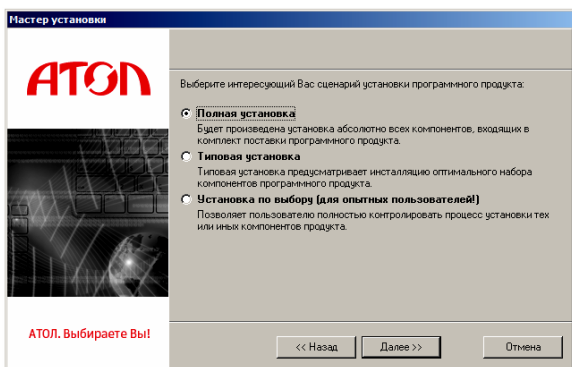 Мастер установки
АТОЛ
Выберите интересующий Вас сценарий установки программного продукта:
Полная установка
Будет произведена установка абсолютно всех компонентов, входящих в
комплект поставки программного продукта.
Типовая установка
Типовая установка предусматривает инсталляцию оптимального набора
компонентов программного продукта.
Установка по выбору (для опытных пользователей!)
Позволяет пользователю полностью контролировать процесс установки тех
или иных компонентов продукта.
АТОЛ. Выбираете Вы!
<< Назад
Далее >>
Отмена